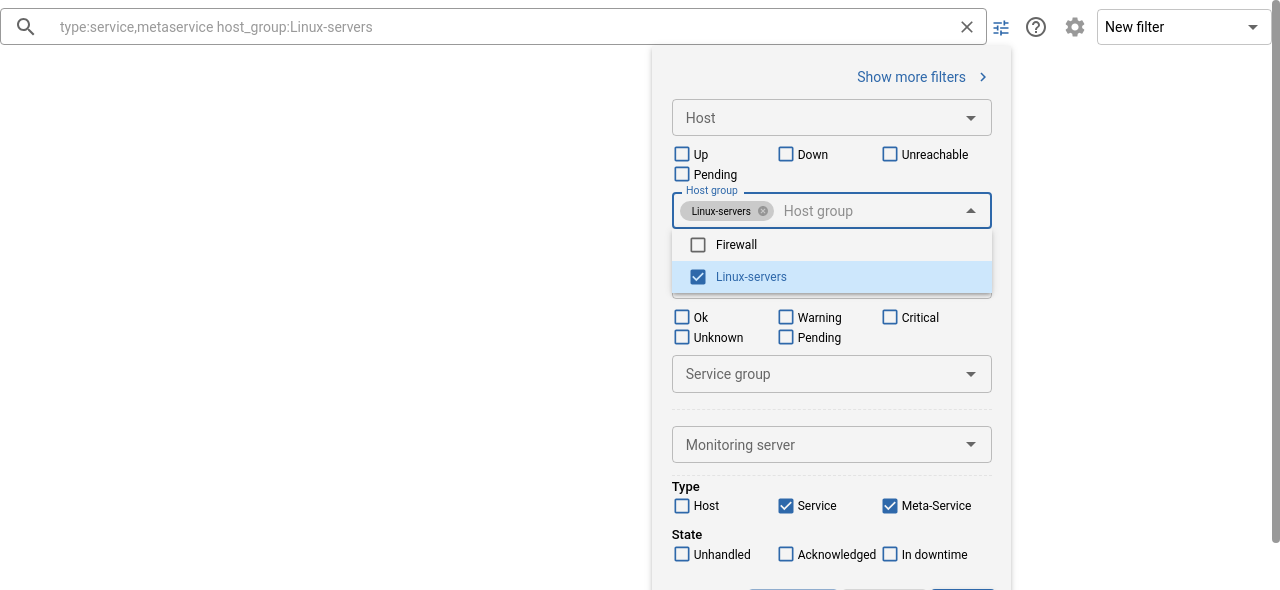 type:service,metaservice host_group:Linux-servers
New filter
Show more filters
Host
Up Down Unreachable
Pending
Host group
Linux-servers Host group
Firewall
Linux-servers
Ok Warning Critical
Unknown Pending
Service group
Monitoring server
Type
Host Service Meta-Service
State
Unhandled Acknowledged In downtime